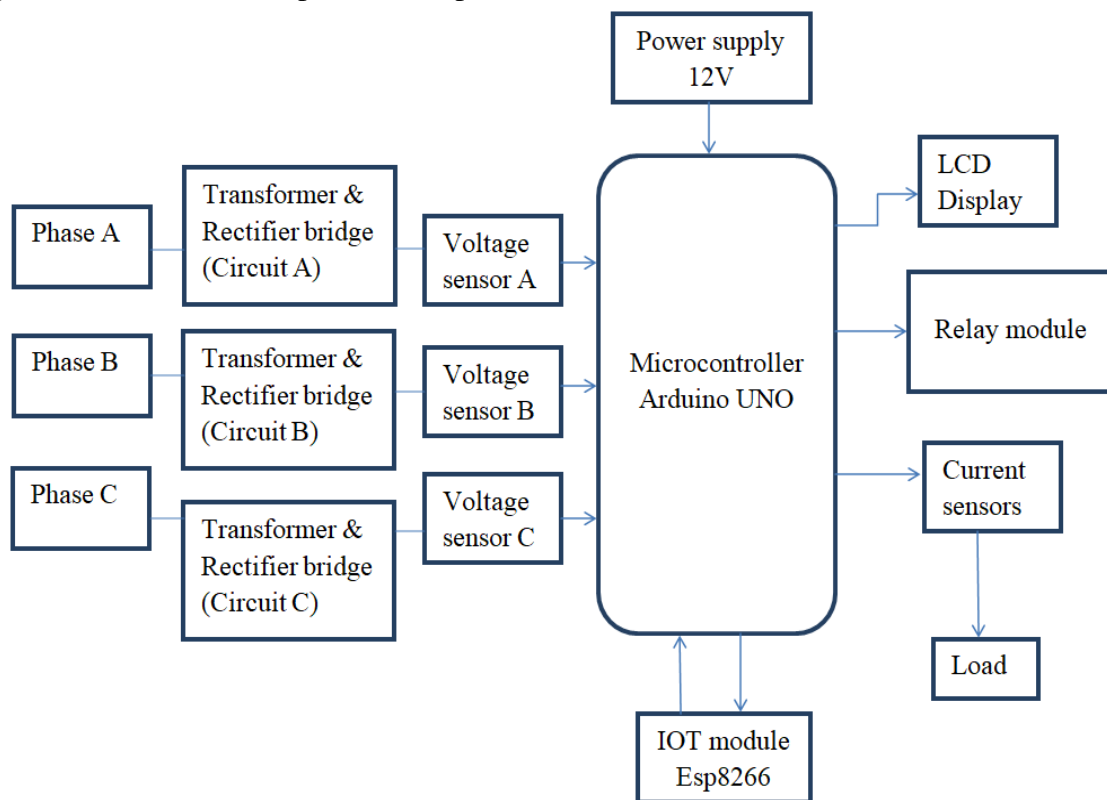 Power supply
12V
LCD
Display
Transformer &
Rectifier bridge
(Circuit A)
Phase A
Voltage
sensor A
Relay module
Phase B
Transformer &
Rectifier bridge
(Circuit B)
Voltage
sensor B
Microcontroller
Arduino UNO
Phase C
Transformer &
Rectifier bridge
(Circuit C)
Voltage
sensor C
Current
sensors
Load
IOT module
Esp8266